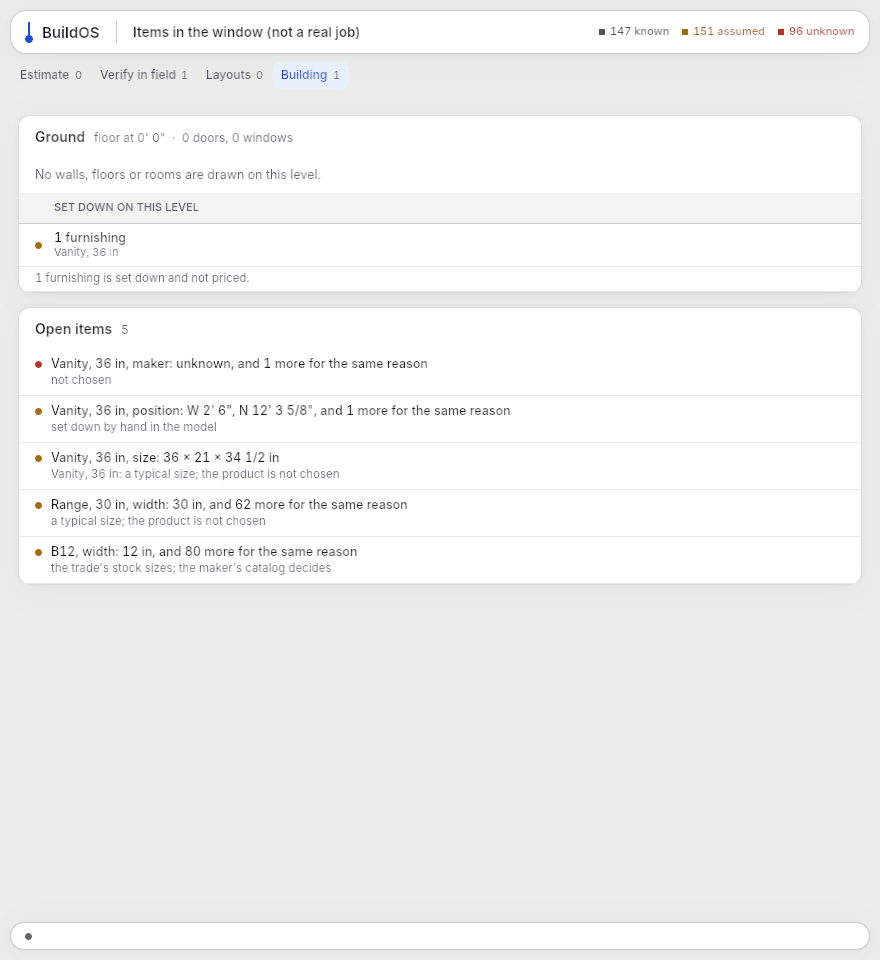 BuildOS
Items in the window (not a real job)
147 known
151 assumed
96 unknown
Estimate 0
Verify in field 1
Layouts 0
Building 1
Ground floor at 0' 0" · 0 doors, 0 windows
No walls, floors or rooms are drawn on this level.
SET DOWN ON THIS LEVEL
1 furnishing
Vanity, 36 in
1 furnishing is set down and not priced.
Open items 5
Vanity, 36 in, maker: unknown, and 1 more for the same reason
not chosen
Vanity, 36 in, position: W 2' 6", N 12' 3 5/8", and 1 more for the same reason
set down by hand in the model
Vanity, 36 in, size: 36 × 21 × 34 1/2 in
Vanity, 36 in: a typical size; the product is not chosen
Range, 30 in, width: 30 in, and 62 more for the same reason
a typical size; the product is not chosen
B12, width: 12 in, and 80 more for the same reason
the trade's stock sizes; the maker's catalog decides